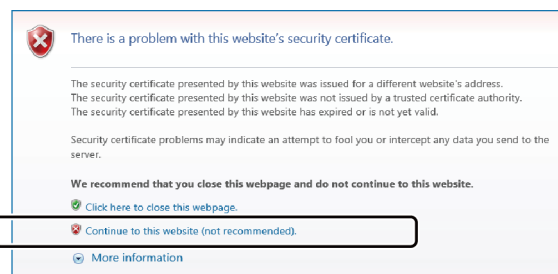 There is a problem with this website's security certificate.
The security certificate presented by this website was issued for a different website's address.
The security certificate presented by this website was not issued by a trusted certificate authority.
The security certificate presented by this website has expired or is not yet valid.
Security certificate problems may indicate an attempt to fool you or intercept any data you send to the
server.
We recommend that you close this webpage and do not continue to this website.
Click here to close this webpage.
Continue to this website (not recommended).
More information